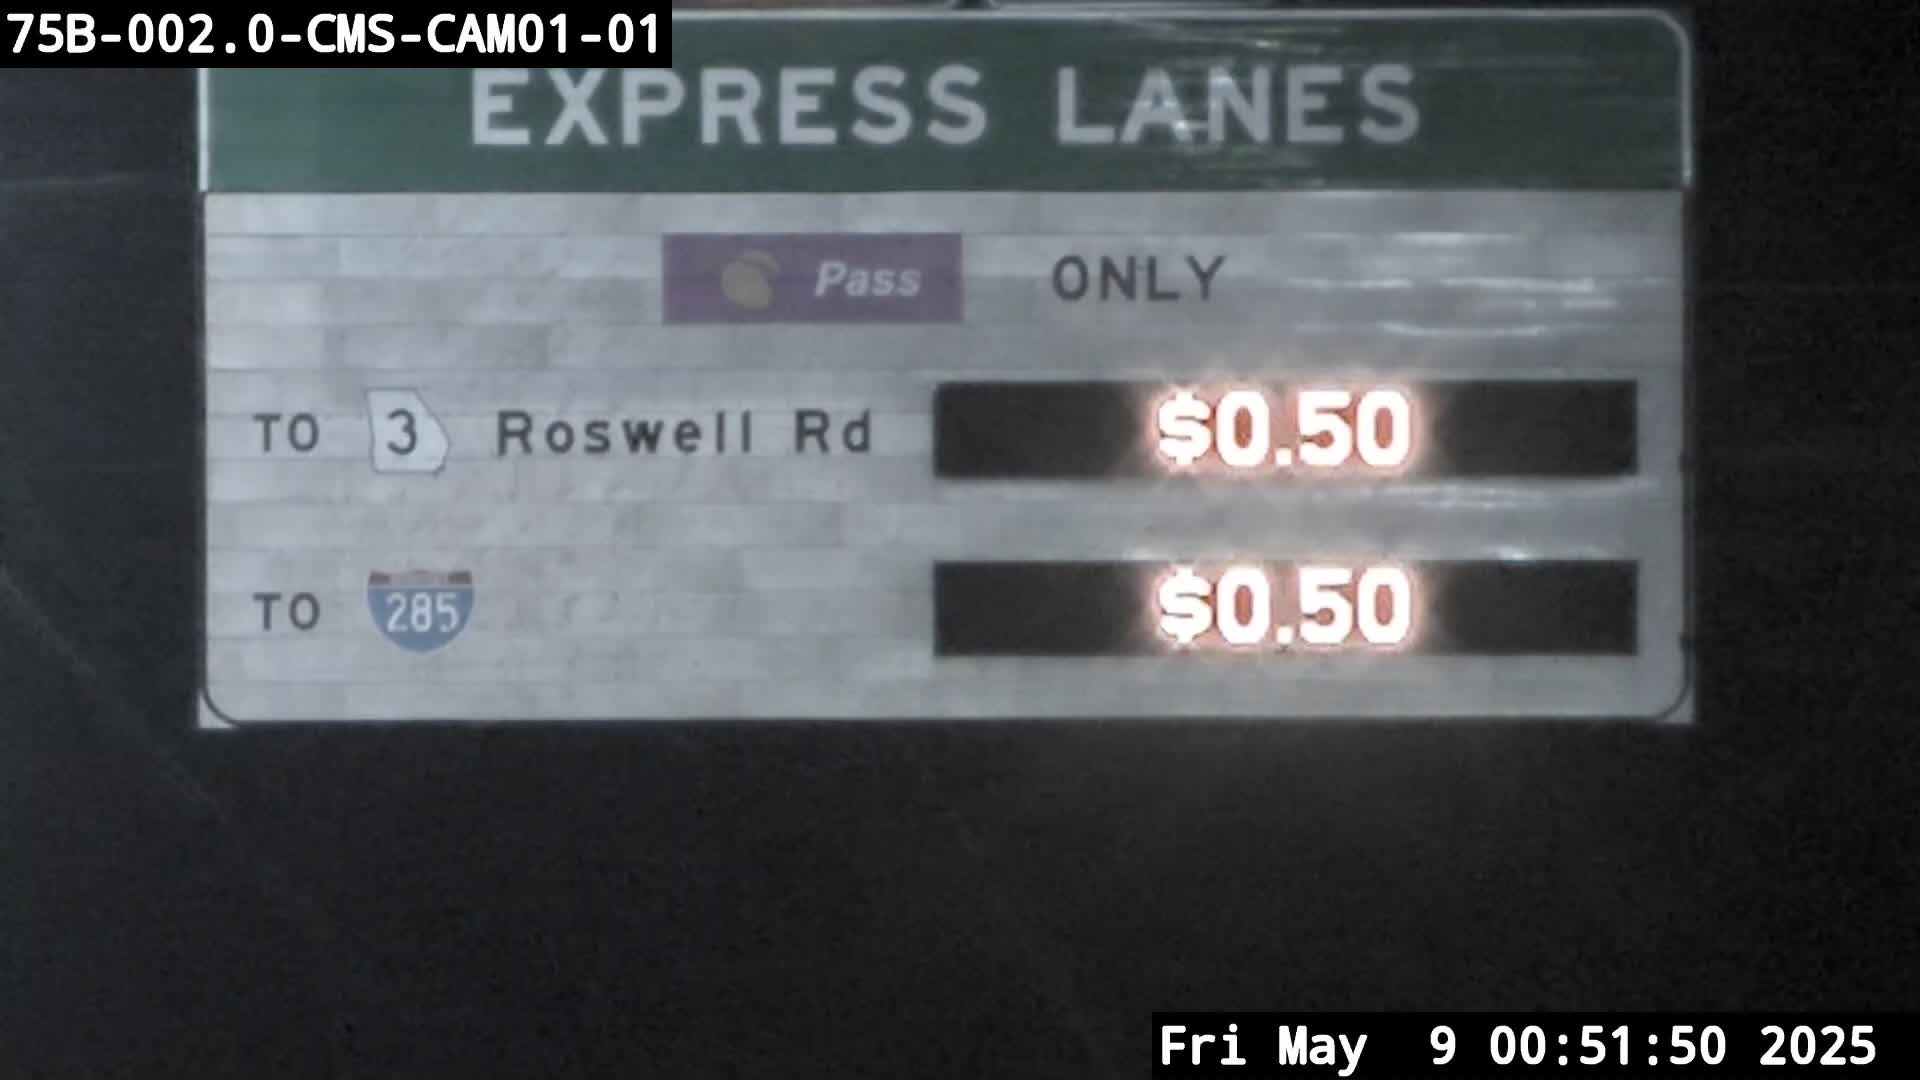 75B-002.0-CMS-CAM01-01
EXPRESS LANES
Pass ONLY
TO 3 Roswell Rd $0.50
TO 285 $0.50
Fri May 9 00:51:50 2025